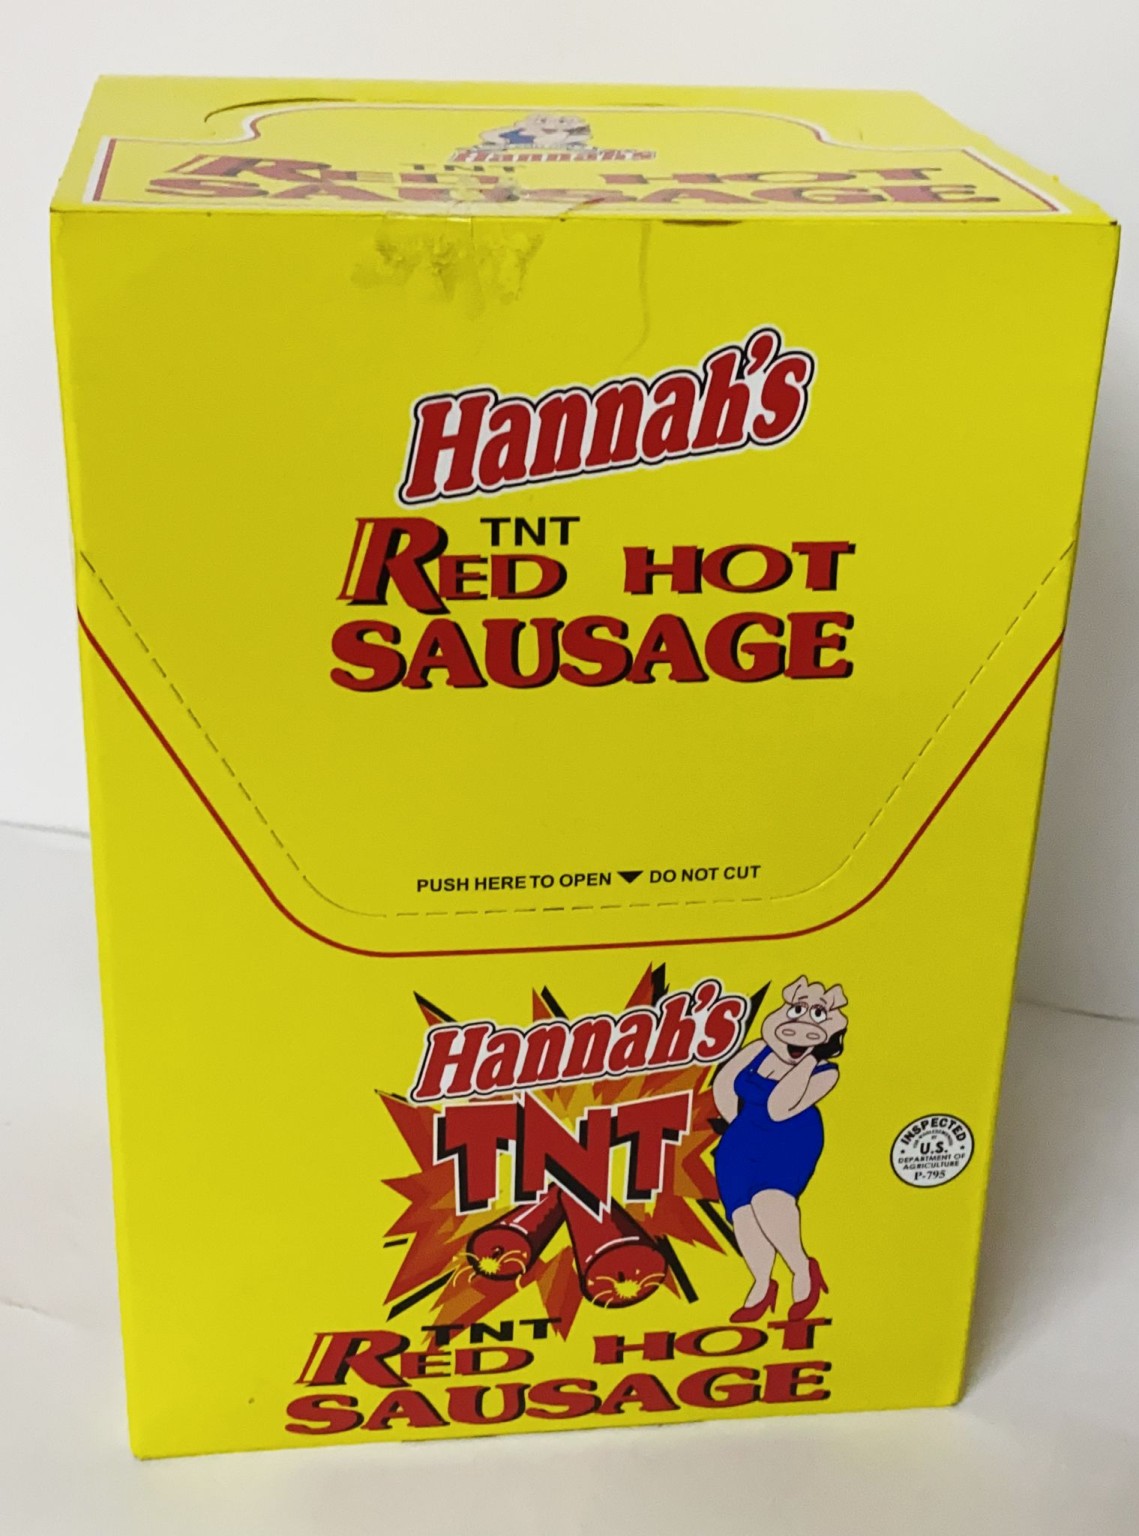 Hannah's
TNT
RED HOT
SAUSAGE
Hannah's
TNT
RED HOT
SAUSAGE
PUSH HERE TO OPEN ▼ DO NOT CUT
Hannah's
TNT
INSPECTED
U.S.
DEPARTMENT OF
AGRICULTURE
P-795
TNT
RED HOT
SAUSAGE